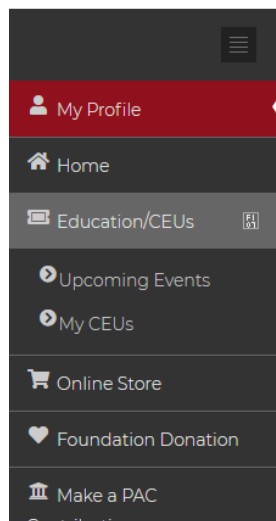 My Profile
Home
Education/CEUs
Upcoming Events
My CEUs
Online Store
Foundation Donation
Make a PAC